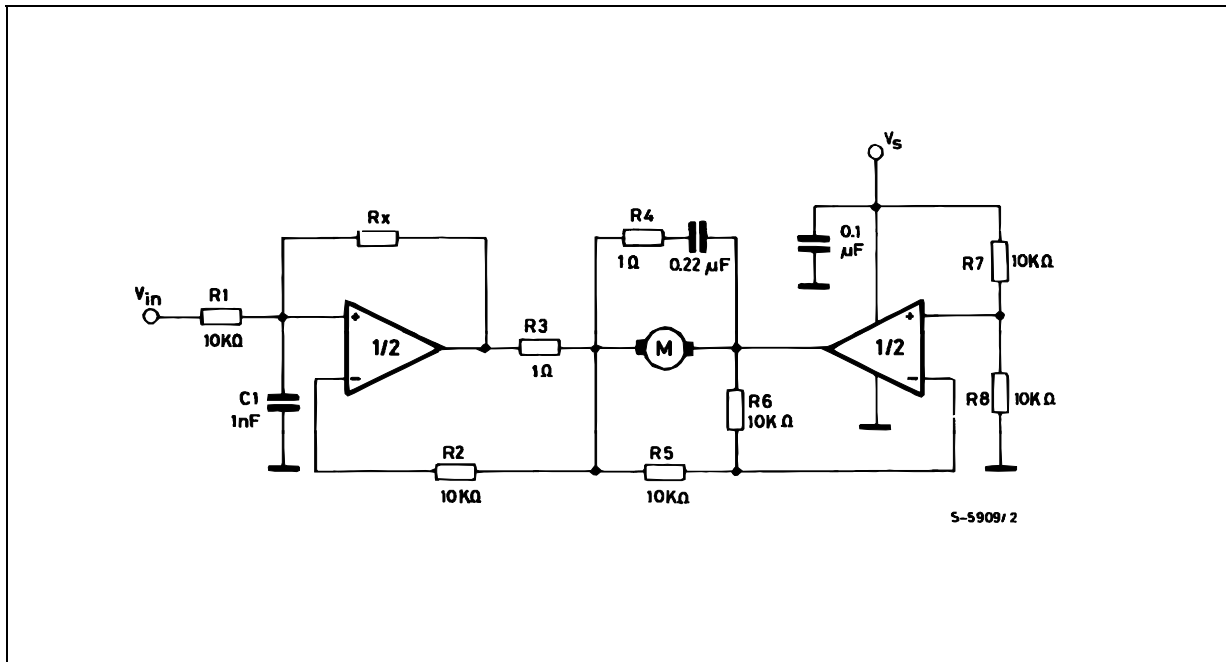 Vs
Rx
R4
1Ω
0.22 μF
0.1
μF
R7
10KΩ
Vin
R1
10KΩ
+
1/2
−
R3
1Ω
M
1/2
+
−
C1
1nF
R6
10KΩ
R8
10KΩ
R2
10KΩ
R5
10KΩ
S-5909/2